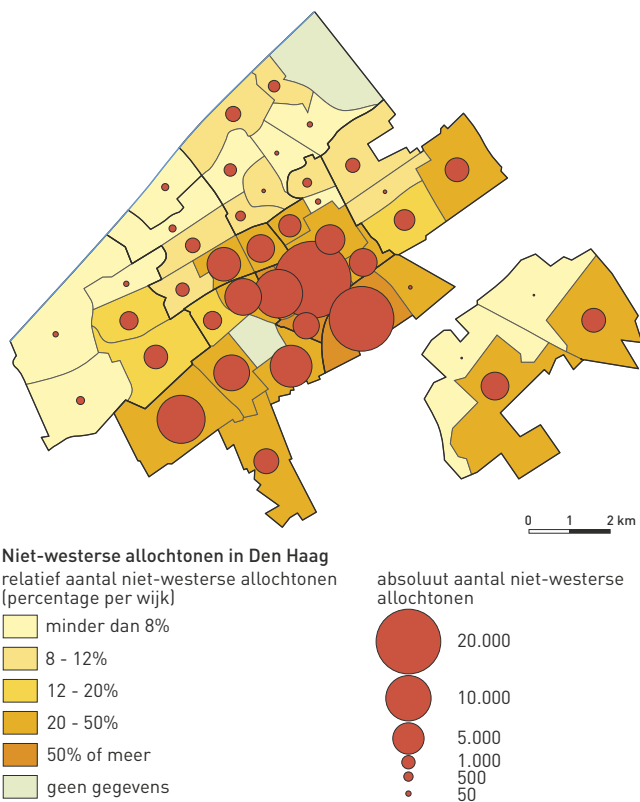 0 1 2 km
Niet-westerse allochtonen in Den Haag
relatief aantal niet-westerse allochtonen
(percentage per wijk)
minder dan 8%
8 - 12%
12 - 20%
20 - 50%
50% of meer
geen gegevens
absoluut aantal niet-westerse
allochtonen
20.000
10.000
5.000
1.000
500
50